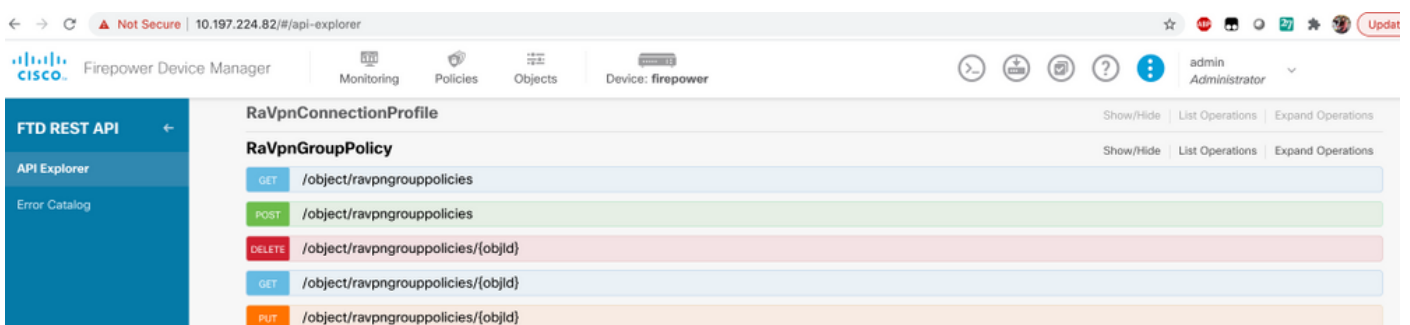 Not Secure | 10.197.224.82/#/api-explorer
ABP
27
Updat
CISCO. Firepower Device Manager
Monitoring Policies Objects Device: firepower
admin
Administrator
FTD REST API
API Explorer
Error Catalog
RaVpnConnectionProfile Show/Hide | List Operations | Expand Operations
RaVpnGroupPolicy Show/Hide | List Operations | Expand Operations
GET /object/ravpngrouppolicies
POST /object/ravpngrouppolicies
DELETE /object/ravpngrouppolicies/{objId}
GET /object/ravpngrouppolicies/{objId}
PUT /object/ravpngrouppolicies/{objId}